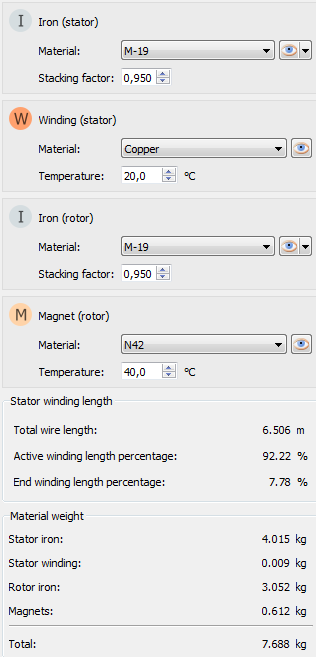 I Iron (stator)
Material: M-19
Stacking factor: 0,950
W Winding (stator)
Material: Copper
Temperature: 20,0 °C
I Iron (rotor)
Material: M-19
Stacking factor: 0,950
M Magnet (rotor)
Material: N42
Temperature: 40,0 °C
Stator winding length
Total wire length: 6.506 m
Active winding length percentage: 92.22 %
End winding length percentage: 7.78 %
Material weight
Stator iron: 4.015 kg
Stator winding: 0.009 kg
Rotor iron: 3.052 kg
Magnets: 0.612 kg
Total: 7.688 kg